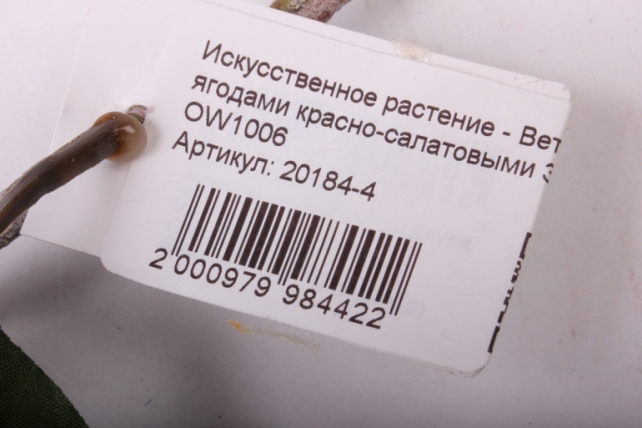 Искусственное растение - Вет
ягодами красно-салатовыми
OW1006
Артикул: 20184-4
2 000979 984422